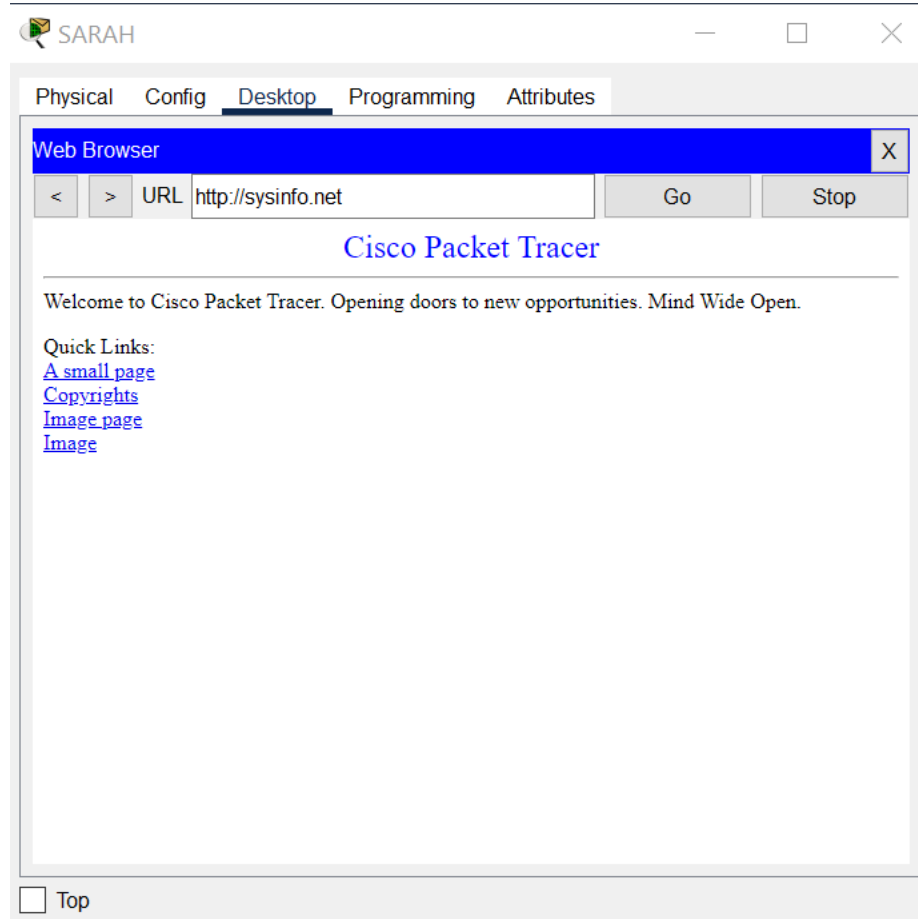 SARAH
Physical Config Desktop Programming Attributes
Web Browser X
< > URL http://sysinfo.net Go Stop
Cisco Packet Tracer
Welcome to Cisco Packet Tracer. Opening doors to new opportunities. Mind Wide Open.
Quick Links:
A small page
Copyrights
Image page
Image
Top